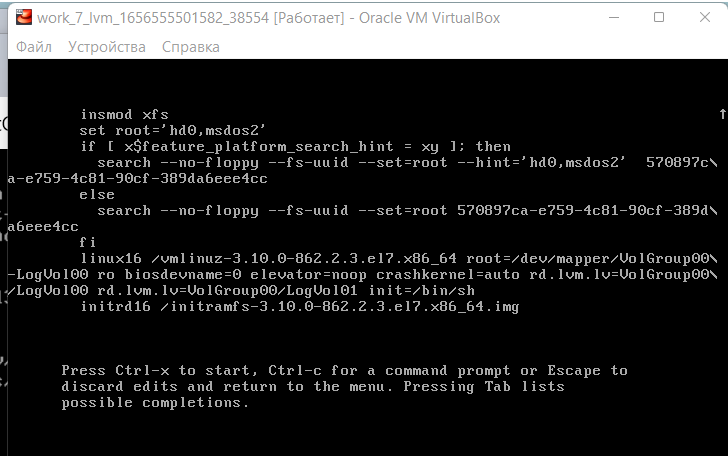 work_7_lvm_1656555501582_38554 [Работает] - Oracle VM VirtualBox
Файл Устройства Справка
insmod xfs
set root='hd0,msdos2'
if [ x$feature_platform_search_hint = xy ]; then
search --no-floppy --fs-uuid --set=root --hint='hd0,msdos2'  570897c\
a-e759-4c81-90cf-389da6eee4cc
else
search --no-floppy --fs-uuid --set=root 570897ca-e759-4c81-90cf-389d\
a6eee4cc
fi
linux16 /vmlinuz-3.10.0-862.2.3.el7.x86_64 root=/dev/mapper/VolGroup00\
-LogVol00 ro biosdevname=0 elevator=noop crashkernel=auto rd.lvm.lv=VolGroup00\
/LogVol00 rd.lvm.lv=VolGroup00/LogVol01 init=/bin/sh
initrd16 /initramfs-3.10.0-862.2.3.el7.x86_64.img
Press Ctrl-x to start, Ctrl-c for a command prompt or Escape to
discard edits and return to the menu. Pressing Tab lists
possible completions.